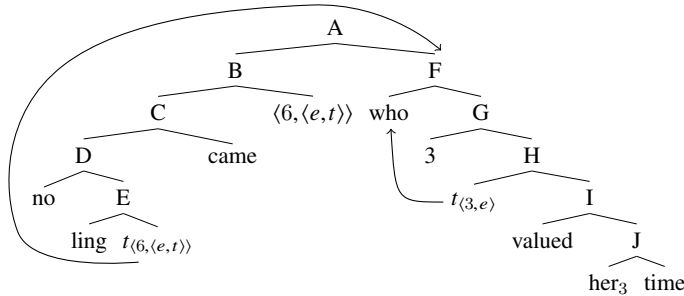 A
B F
C ⟨6,⟨e,t⟩⟩ who G
D came 3 H
no E t⟨3,e⟩ I
ling t⟨6,⟨e,t⟩⟩ valued J
her₃ time